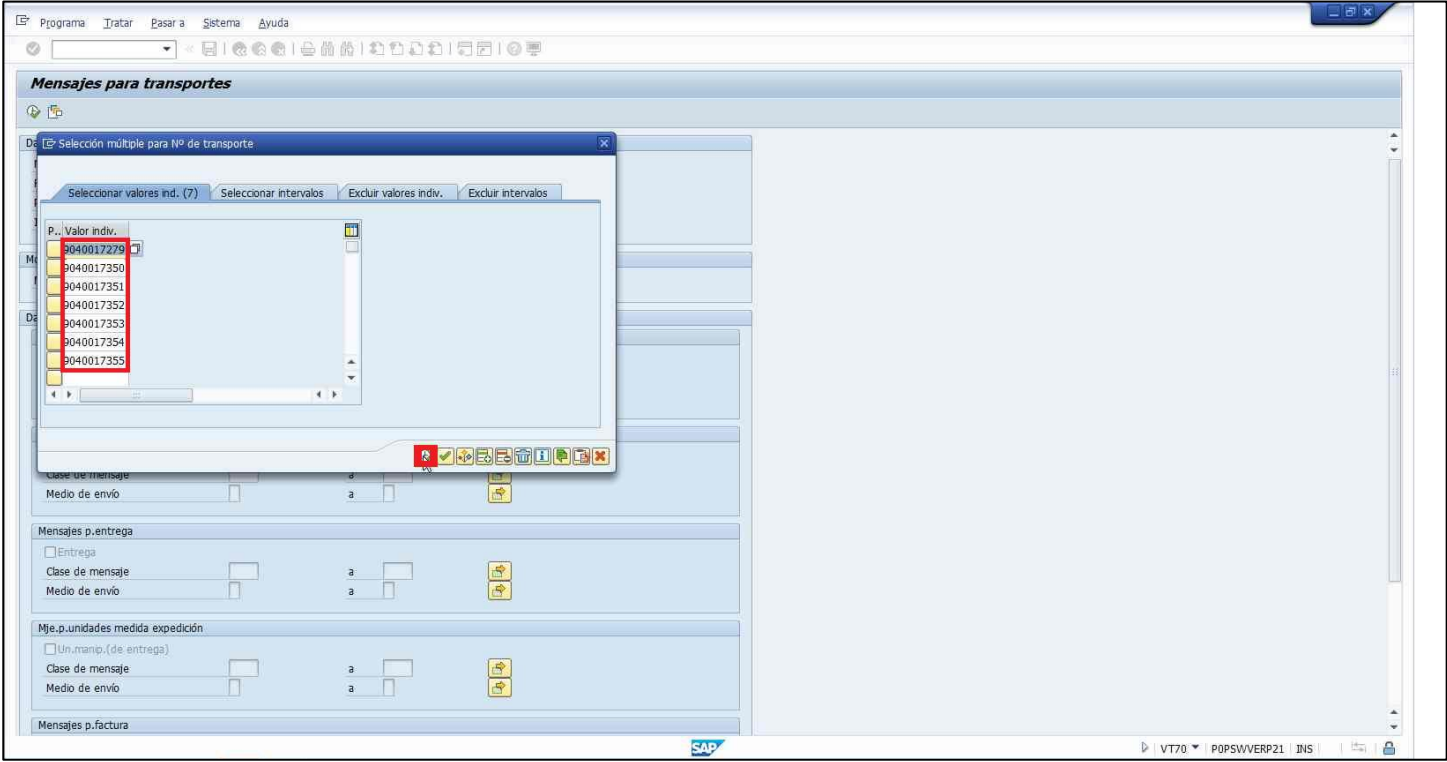 Programa Tratar Pasar a Sistema Ayuda
Mensajes para transportes
Selección múltiple para Nº de transporte
Seleccionar valores ind. (7) Seleccionar intervalos Excluir valores indiv. Excluir intervalos
P.. Valor indiv.
9040017279
9040017350
9040017351
9040017352
9040017353
9040017354
9040017355
Clase de mensaje a
Medio de envío a
Mensajes p.entrega
Entrega
Clase de mensaje a
Medio de envío a
Mje.p.unidades medida expedición
Un.manip.(de entrega)
Clase de mensaje a
Medio de envío a
Mensajes p.factura
SAP VT70 P0PSWVERP21 INS